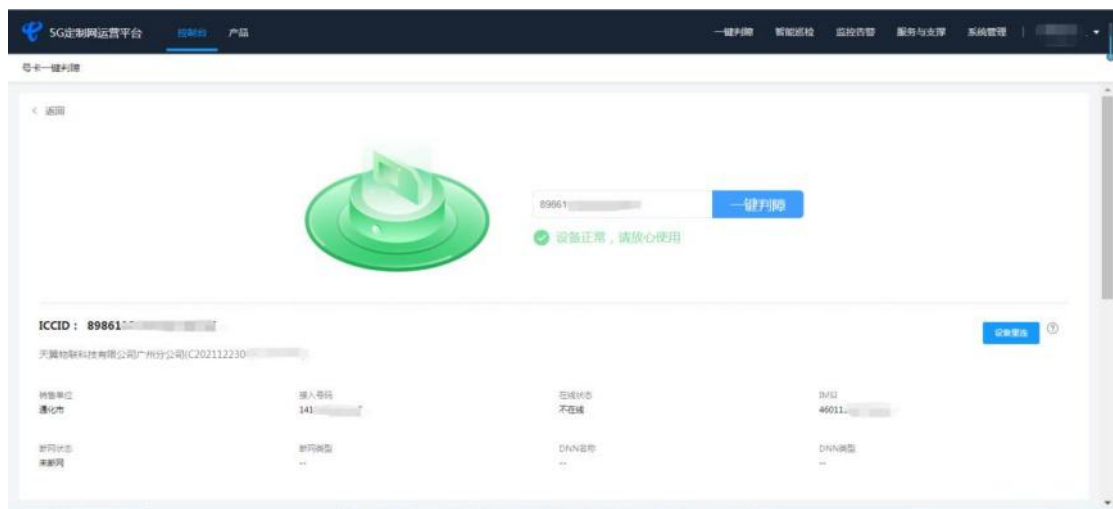 5G定制网运营平台 控制台 产品 一键判障 智能巡检 监控告警 服务与支撑 系统管理
号卡一键判障
< 返回
89861 一键判障
设备正常，请放心使用
ICCID： 89861
设备重连
天翼物联科技有限公司广州分公司(C202112230
销售单位 接入号码 在线状态 IMSI
通化市 141 不在线 46011
断网状态 断网类型 DNN名称 DNN类型
未断网 -- -- --